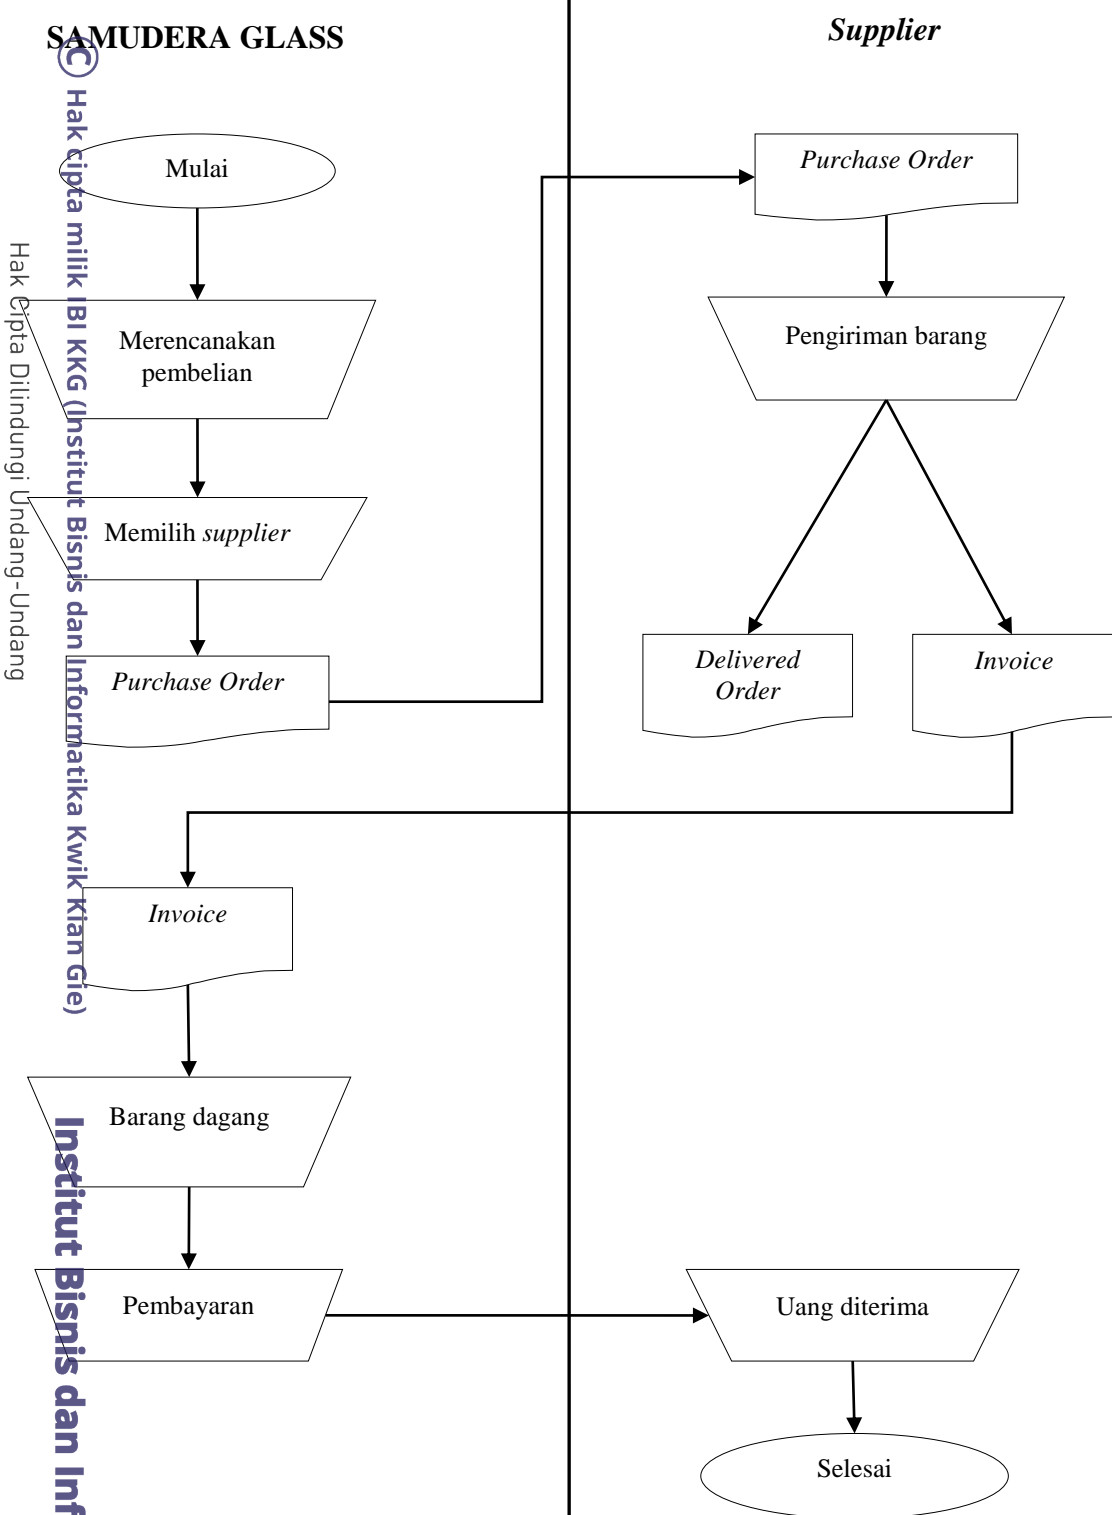 SAMUDERA GLASS
Supplier
Mulai
Merencanakan
pembelian
Memilih supplier
Purchase Order
Purchase Order
Pengiriman barang
Delivered
Order
Invoice
Invoice
Barang dagang
Pembayaran
Uang diterima
Selesai
© Hak cipta milik IBI KKG (Institut Bisnis dan Informatika Kwik Kian Gie)
Hak Cipta Dilindungi Undang-Undang
Institut Bisnis dan Inf